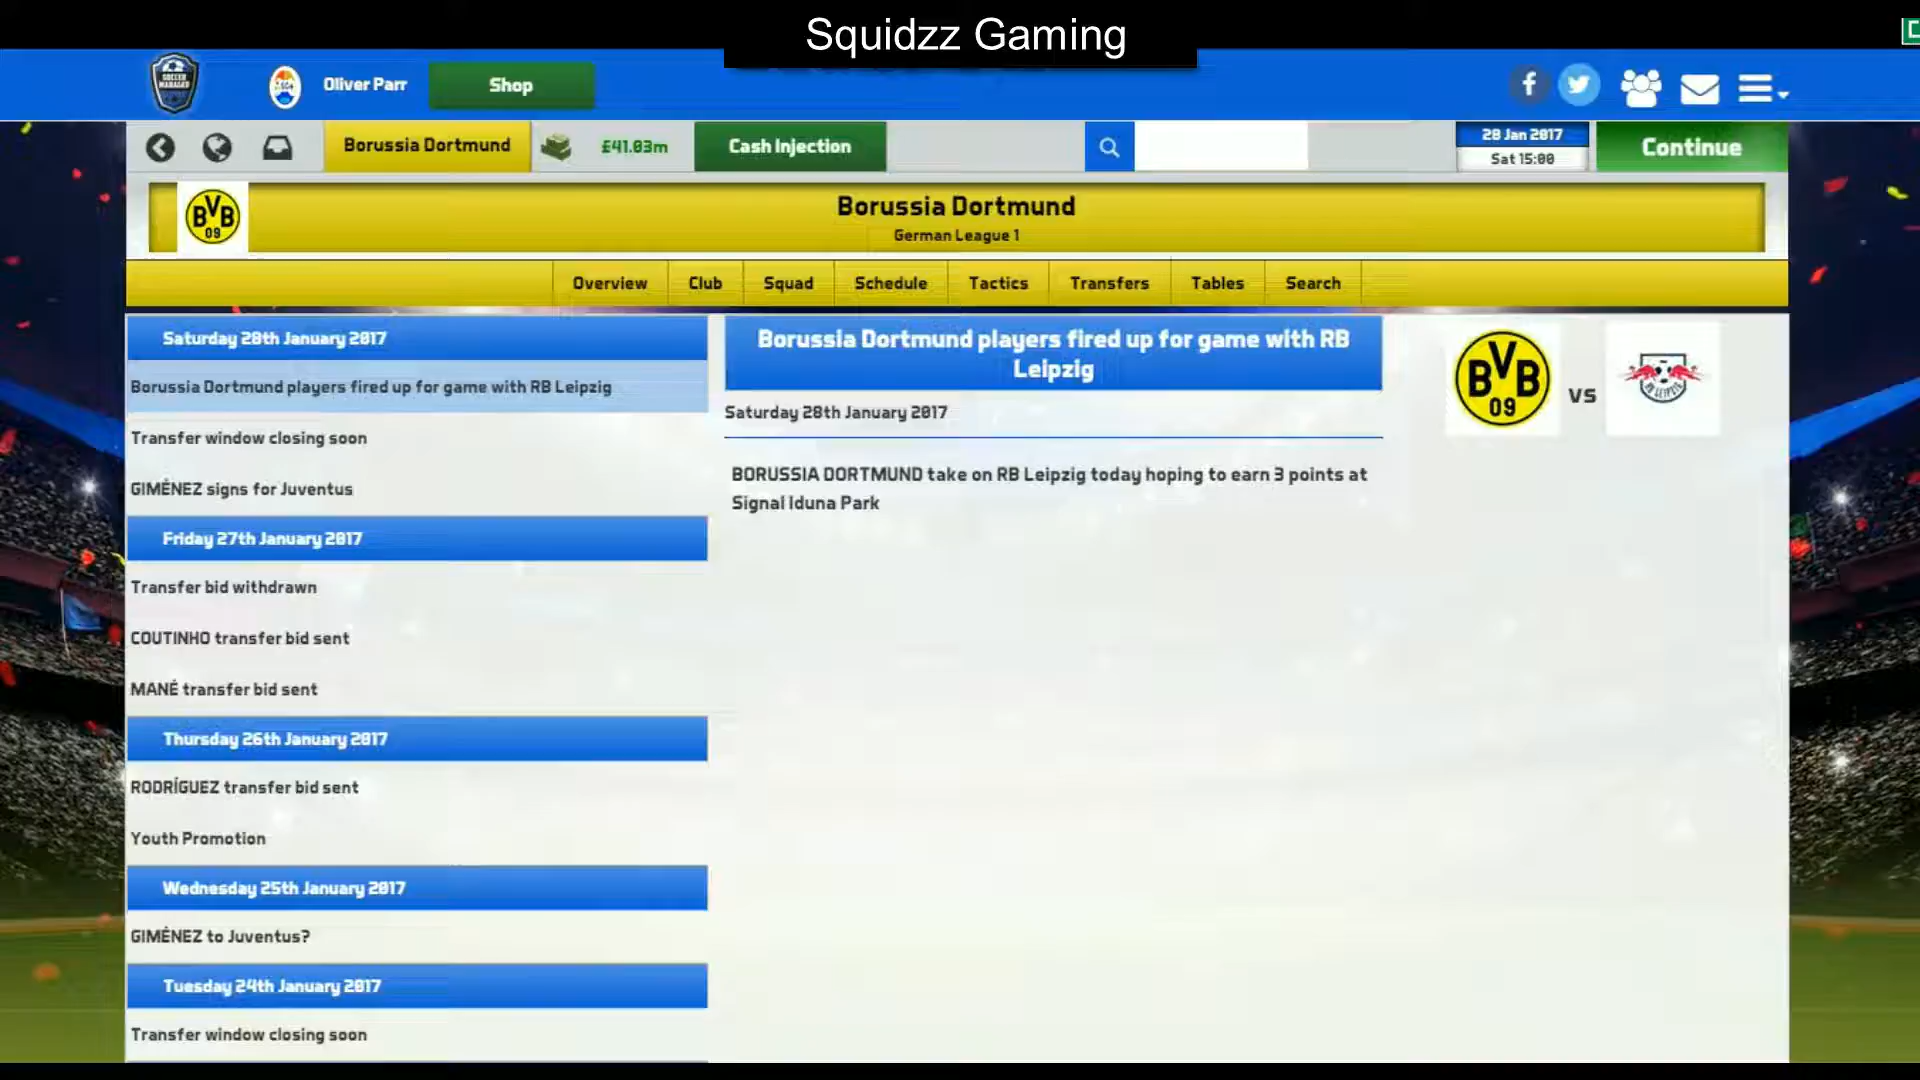 Squidzz Gaming
SOCCER MANAGER
Oliver Parr
Shop
Borussia Dortmund
£41.03m
Cash Injection
28 Jan 2017
Sat 15:00
Continue
BVB 09
Borussia Dortmund
German League 1
Overview
Club
Squad
Schedule
Tactics
Transfers
Tables
Search
Saturday 28th January 2017
Borussia Dortmund players fired up for game with RB Leipzig
Transfer window closing soon
GIMÉNEZ signs for Juventus
Friday 27th January 2017
Transfer bid withdrawn
COUTINHO transfer bid sent
MANÉ transfer bid sent
Thursday 26th January 2017
RODRÍGUEZ transfer bid sent
Youth Promotion
Wednesday 25th January 2017
GIMÉNEZ to Juventus?
Tuesday 24th January 2017
Transfer window closing soon
Borussia Dortmund players fired up for game with RB
Leipzig
Saturday 28th January 2017
BORUSSIA DORTMUND take on RB Leipzig today hoping to earn 3 points at
Signal Iduna Park
BVB 09
VS
RB LEIPZIG